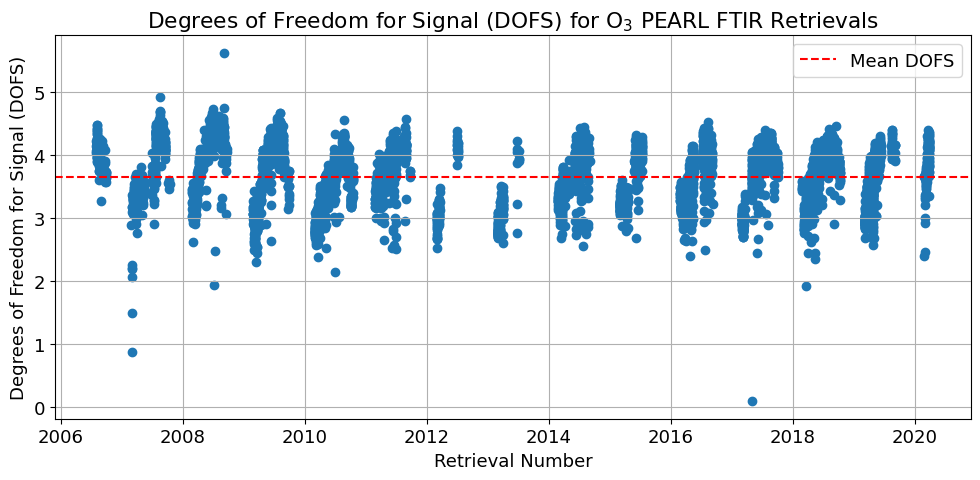 Degrees of Freedom for Signal (DOFS) for O₃ PEARL FTIR Retrievals
Mean DOFS
Degrees of Freedom for Signal (DOFS)
5
4
3
2
1
0
2006 2008 2010 2012 2014 2016 2018 2020
Retrieval Number